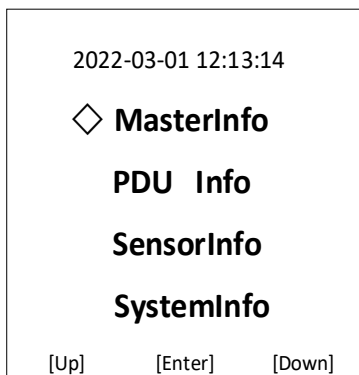 2022-03-01 12:13:14
◇ MasterInfo
PDU Info
SensorInfo
SystemInfo
[Up] [Enter] [Down]